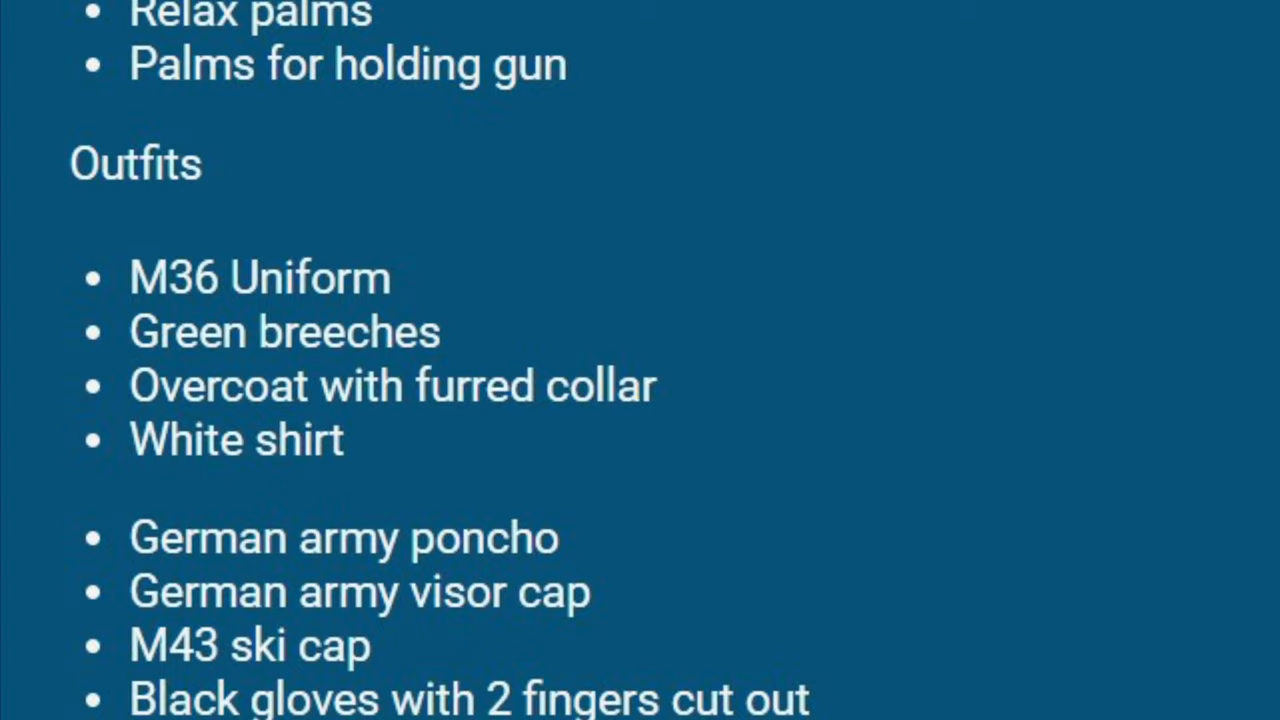 • Relax palms
• Palms for holding gun
Outfits
• M36 Uniform
• Green breeches
• Overcoat with furred collar
• White shirt
• German army poncho
• German army visor cap
• M43 ski cap
• Black gloves with 2 fingers cut out